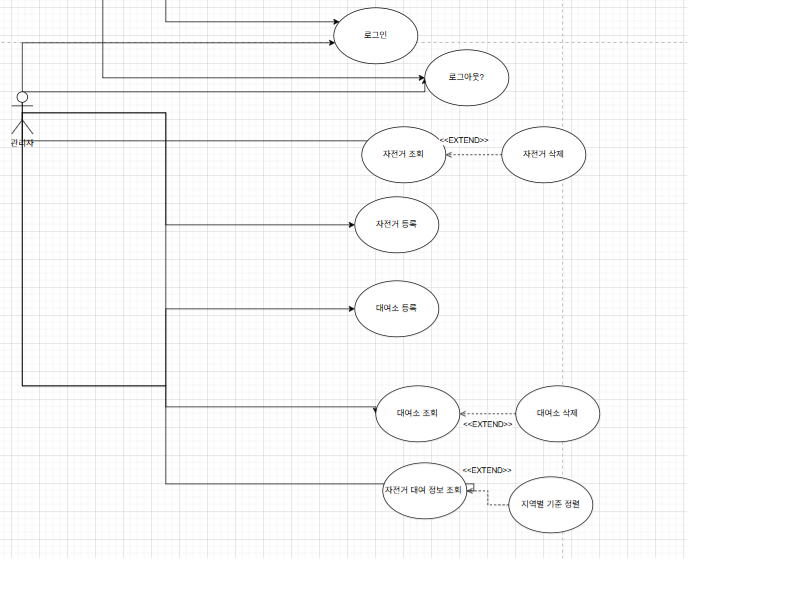 로그인
로그아웃?
관리자
<<EXTEND>>
자전거 조회
자전거 삭제
자전거 등록
대여소 등록
대여소 조회
대여소 삭제
<<EXTEND>>
<<EXTEND>>
자전거 대여 정보 조회
지역별 기준 정렬